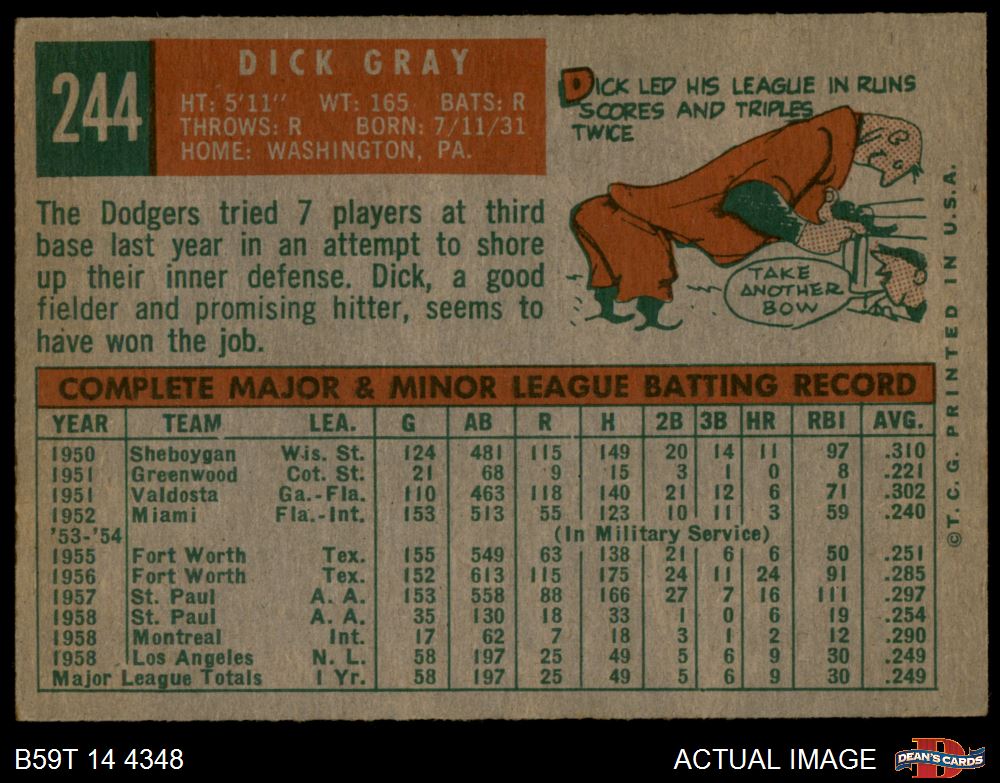 244
DICK GRAY
HT: 5'11" WT: 165 BATS: R
THROWS: R BORN: 7/11/31
HOME: WASHINGTON, PA.
DICK LED HIS LEAGUE IN RUNS
SCORES AND TRIPLES
TWICE
TAKE
ANOTHER
BOW
The Dodgers tried 7 players at third
base last year in an attempt to shore
up their inner defense. Dick, a good
fielder and promising hitter, seems to
have won the job.
COMPLETE MAJOR & MINOR LEAGUE BATTING RECORD
YEAR TEAM LEA. G AB R H 2B 3B HR RBI AVG.
1950 Sheboygan Wis. St. 124 481 115 149 20 14 11 97 .310
1951 Greenwood Cot. St. 21 68 9 15 3 1 0 8 .221
1951 Valdosta Ga.-Fla. 110 463 118 140 21 12 6 71 .302
1952 Miami Fla.-Int. 153 513 55 123 10 11 3 59 .240
'53-'54 (In Military Service)
1955 Fort Worth Tex. 155 549 63 138 21 6 6 50 .251
1956 Fort Worth Tex. 152 613 115 175 24 11 24 91 .285
1957 St. Paul A. A. 153 558 88 166 27 7 16 111 .297
1958 St. Paul A. A. 35 130 18 33 1 0 6 19 .254
1958 Montreal Int. 17 62 7 18 3 1 2 12 .290
1958 Los Angeles N. L. 58 197 25 49 5 6 9 30 .249
Major League Totals 1 Yr. 58 197 25 49 5 6 9 30 .249
©T.C.G. PRINTED IN U.S.A.
B59T 14 4348
ACTUAL IMAGE
DEAN'S CARDS